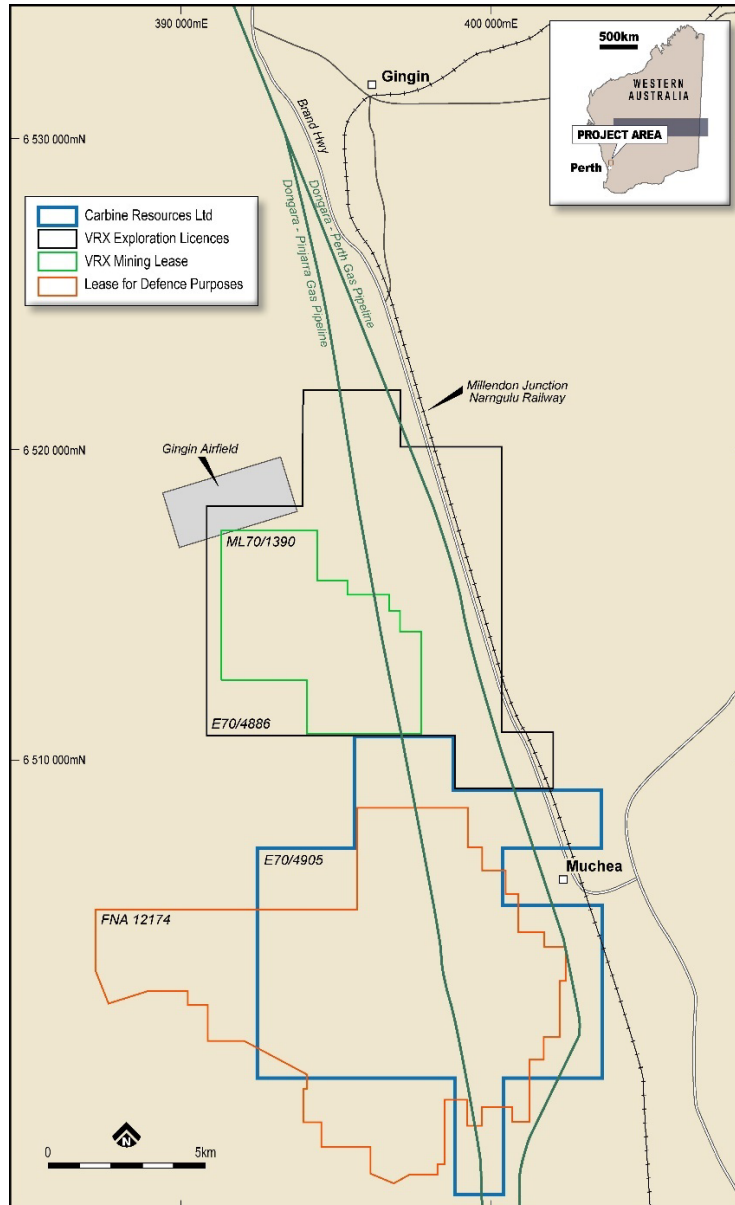 390 000mE
400 000mE
500km
WESTERN
AUSTRALIA
PROJECT AREA
Perth
Gingin
Brand Hwy
6 530 000mN
Carbine Resources Ltd
VRX Exploration Licences
VRX Mining Lease
Lease for Defence Purposes
Dongara - Pinjarra Gas Pipeline
Dongara - Perth Gas Pipeline
Millendon Junction
Narngulu Railway
Gingin Airfield
6 520 000mN
ML70/1390
E70/4886
6 510 000mN
E70/4905
Muchea
FNA 12174
N
0
5km